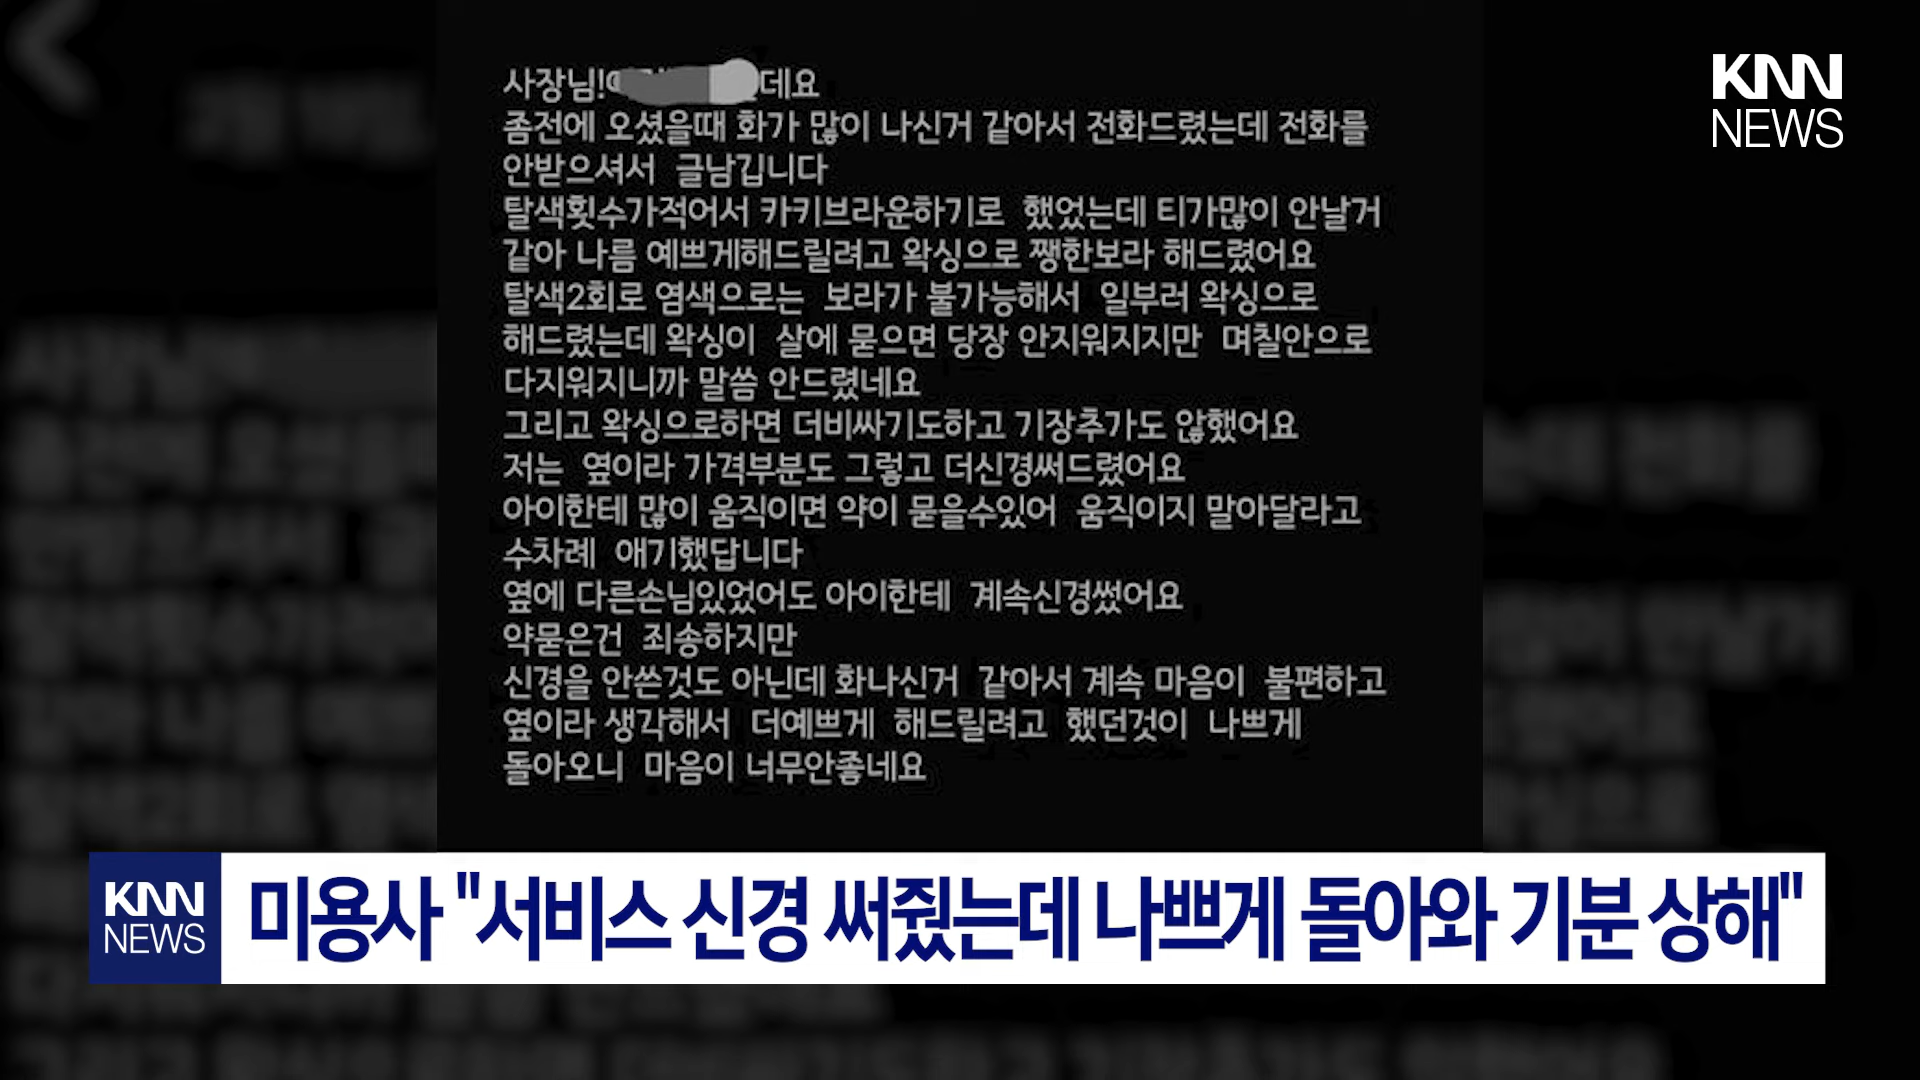 KNN
NEWS
사장님! 데요
좀전에 오셨을때 화가 많이 나신거 같아서 전화드렸는데 전화를
안받으셔서 글남깁니다
탈색횟수가적어서 카키브라운하기로 했었는데 티가많이 안날거
같아 나름 예쁘게해드릴려고 왁싱으로 쨍한보라 해드렸어요
탈색2회로 염색으로는 보라가 불가능해서 일부러 왁싱으로
해드렸는데 왁싱이 살에 묻으면 당장 안지워지지만 며칠안으로
다지워지니까 말씀 안드렸네요
그리고 왁싱으로하면 더비싸기도하고 기장추가도 않했어요
저는 옆이라 가격부분도 그렇고 더신경써드렸어요
아이한테 많이 움직이면 약이 묻을수있어 움직이지 말아달라고
수차례 얘기했답니다
옆에 다른손님있었어도 아이한테 계속신경썼어요
약묻은건 죄송하지만
신경을 안쓴것도 아닌데 화나신거 같아서 계속 마음이 불편하고
옆이라 생각해서 더예쁘게 해드릴려고 했던것이 나쁘게
돌아오니 마음이 너무안좋네요
KNN
NEWS
미용사 "서비스 신경 써줬는데 나쁘게 돌아와 기분 상해"